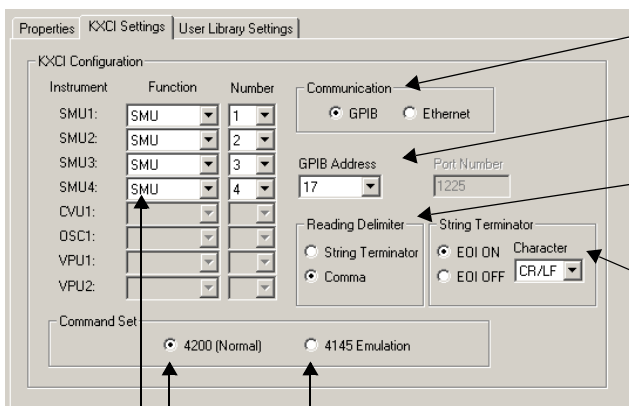 Properties KXCI Settings User Library Settings
KXCI Configuration
Instrument Function Number
SMU1: SMU 1
SMU2: SMU 2
SMU3: SMU 3
SMU4: SMU 4
CVU1:
OSC1:
VPU1:
VPU2:
Communication
GPIB Ethernet
GPIB Address Port Number
17 1225
Reading Delimiter
String Terminator
Comma
String Terminator
EOI ON Character
EOI OFF CR/LF
Command Set
4200 (Normal) 4145 Emulation